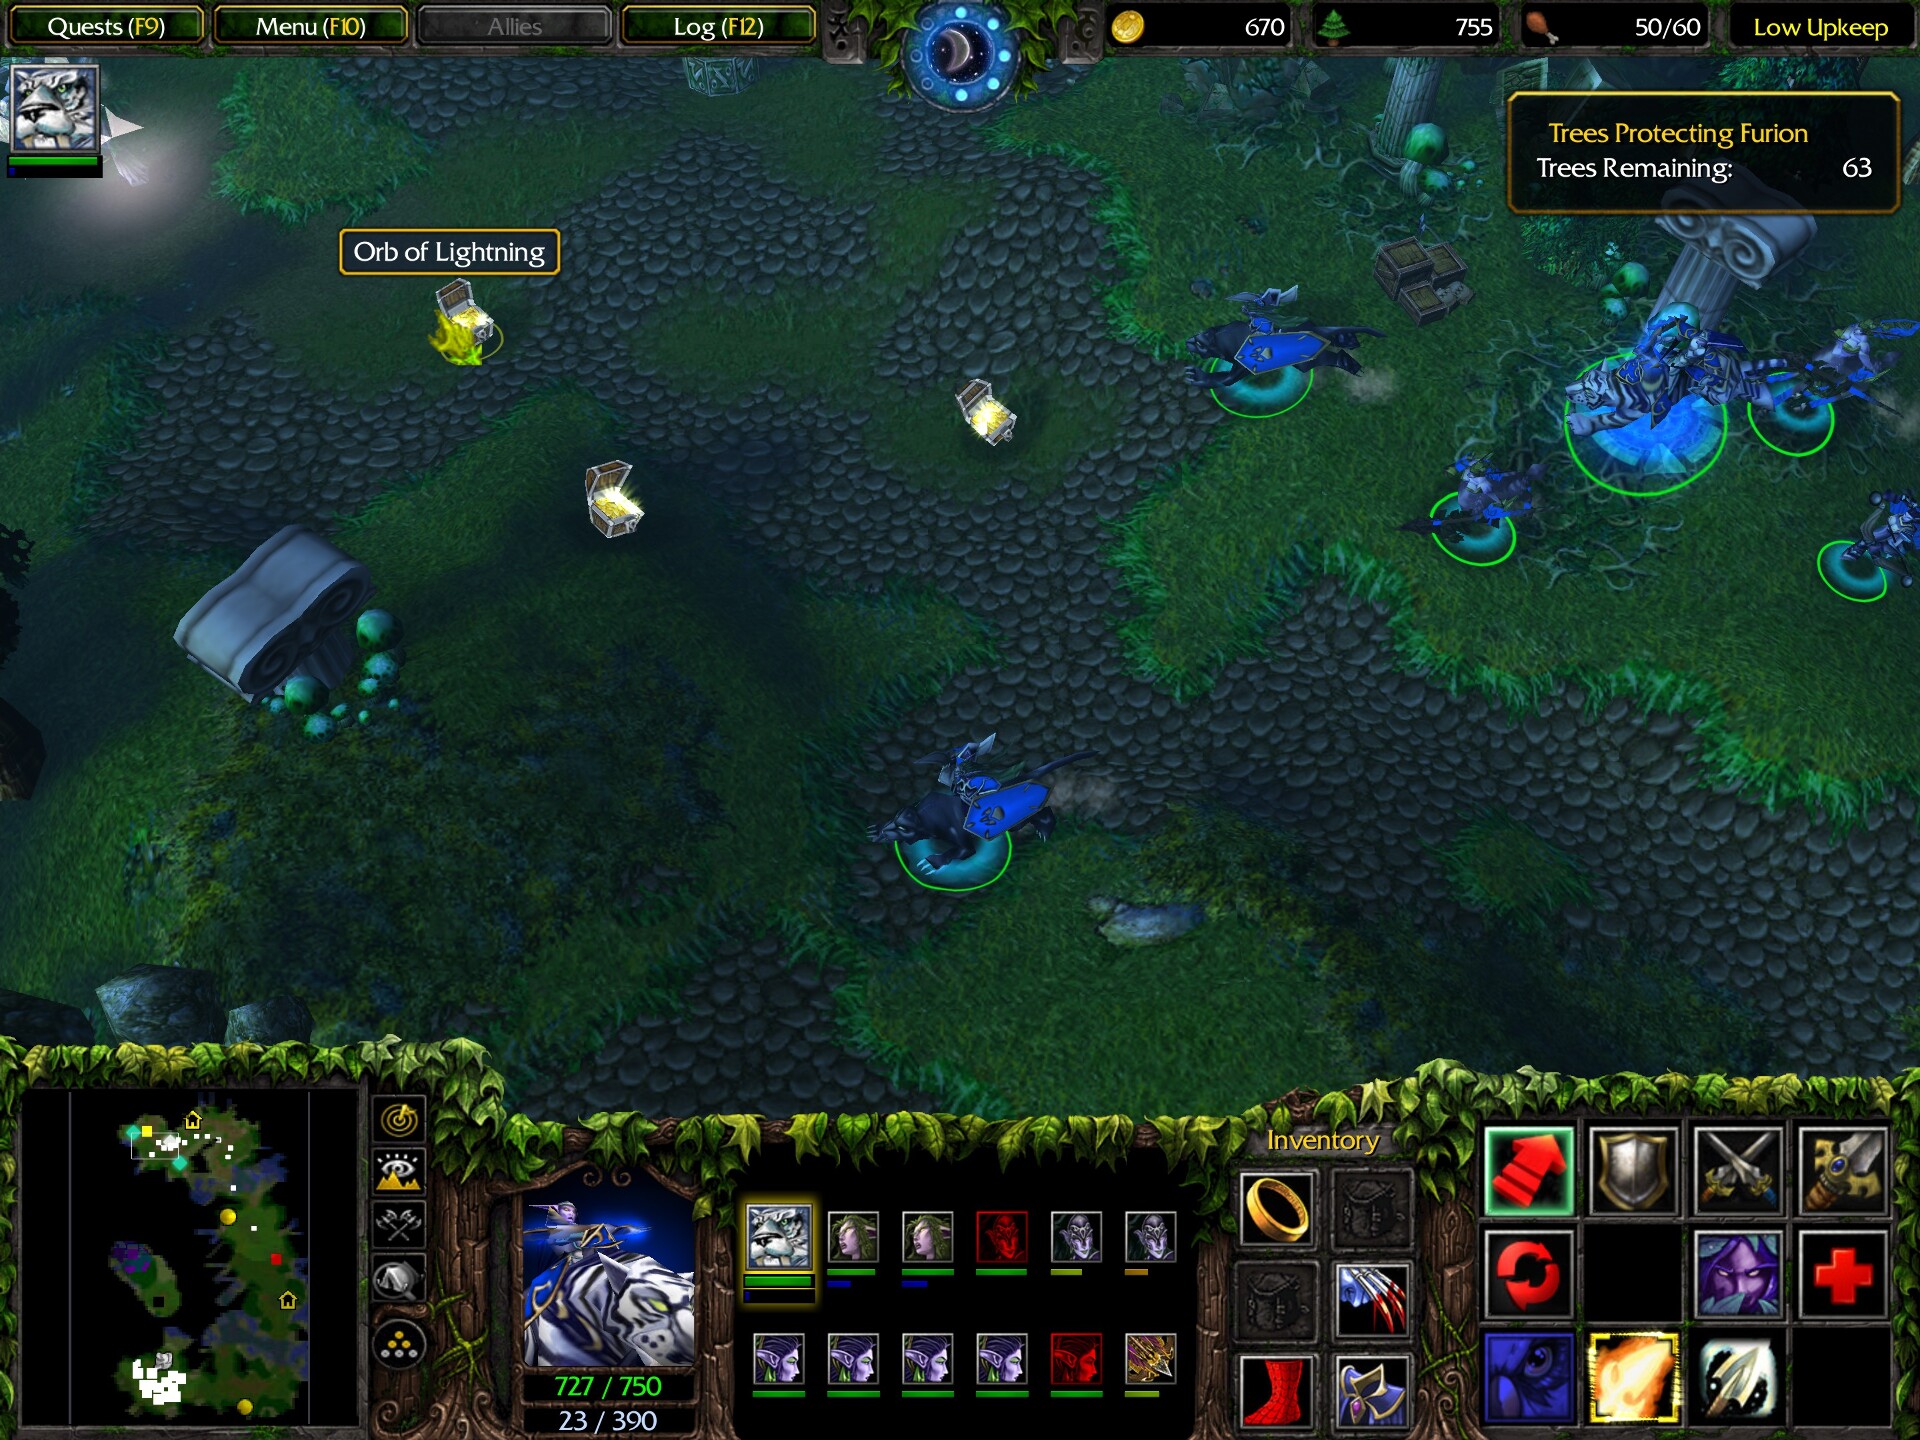 Quests (F9)
Menu (F10)
Allies
Log (F12)
670
755
50/60
Low Upkeep
Trees Protecting Furion
Trees Remaining: 63
Orb of Lightning
Inventory
727 / 750
23 / 390